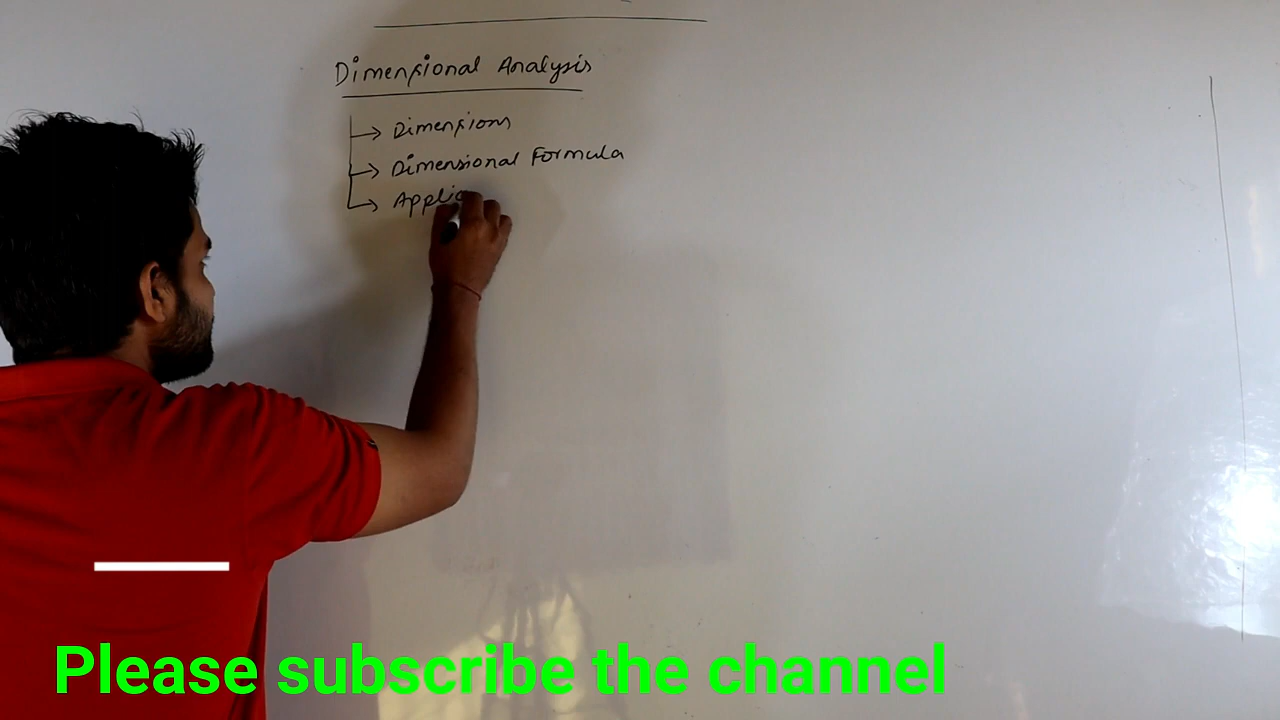 Dimensional Analysis
Dimensions
Dimensional Formula
Please subscribe the channel